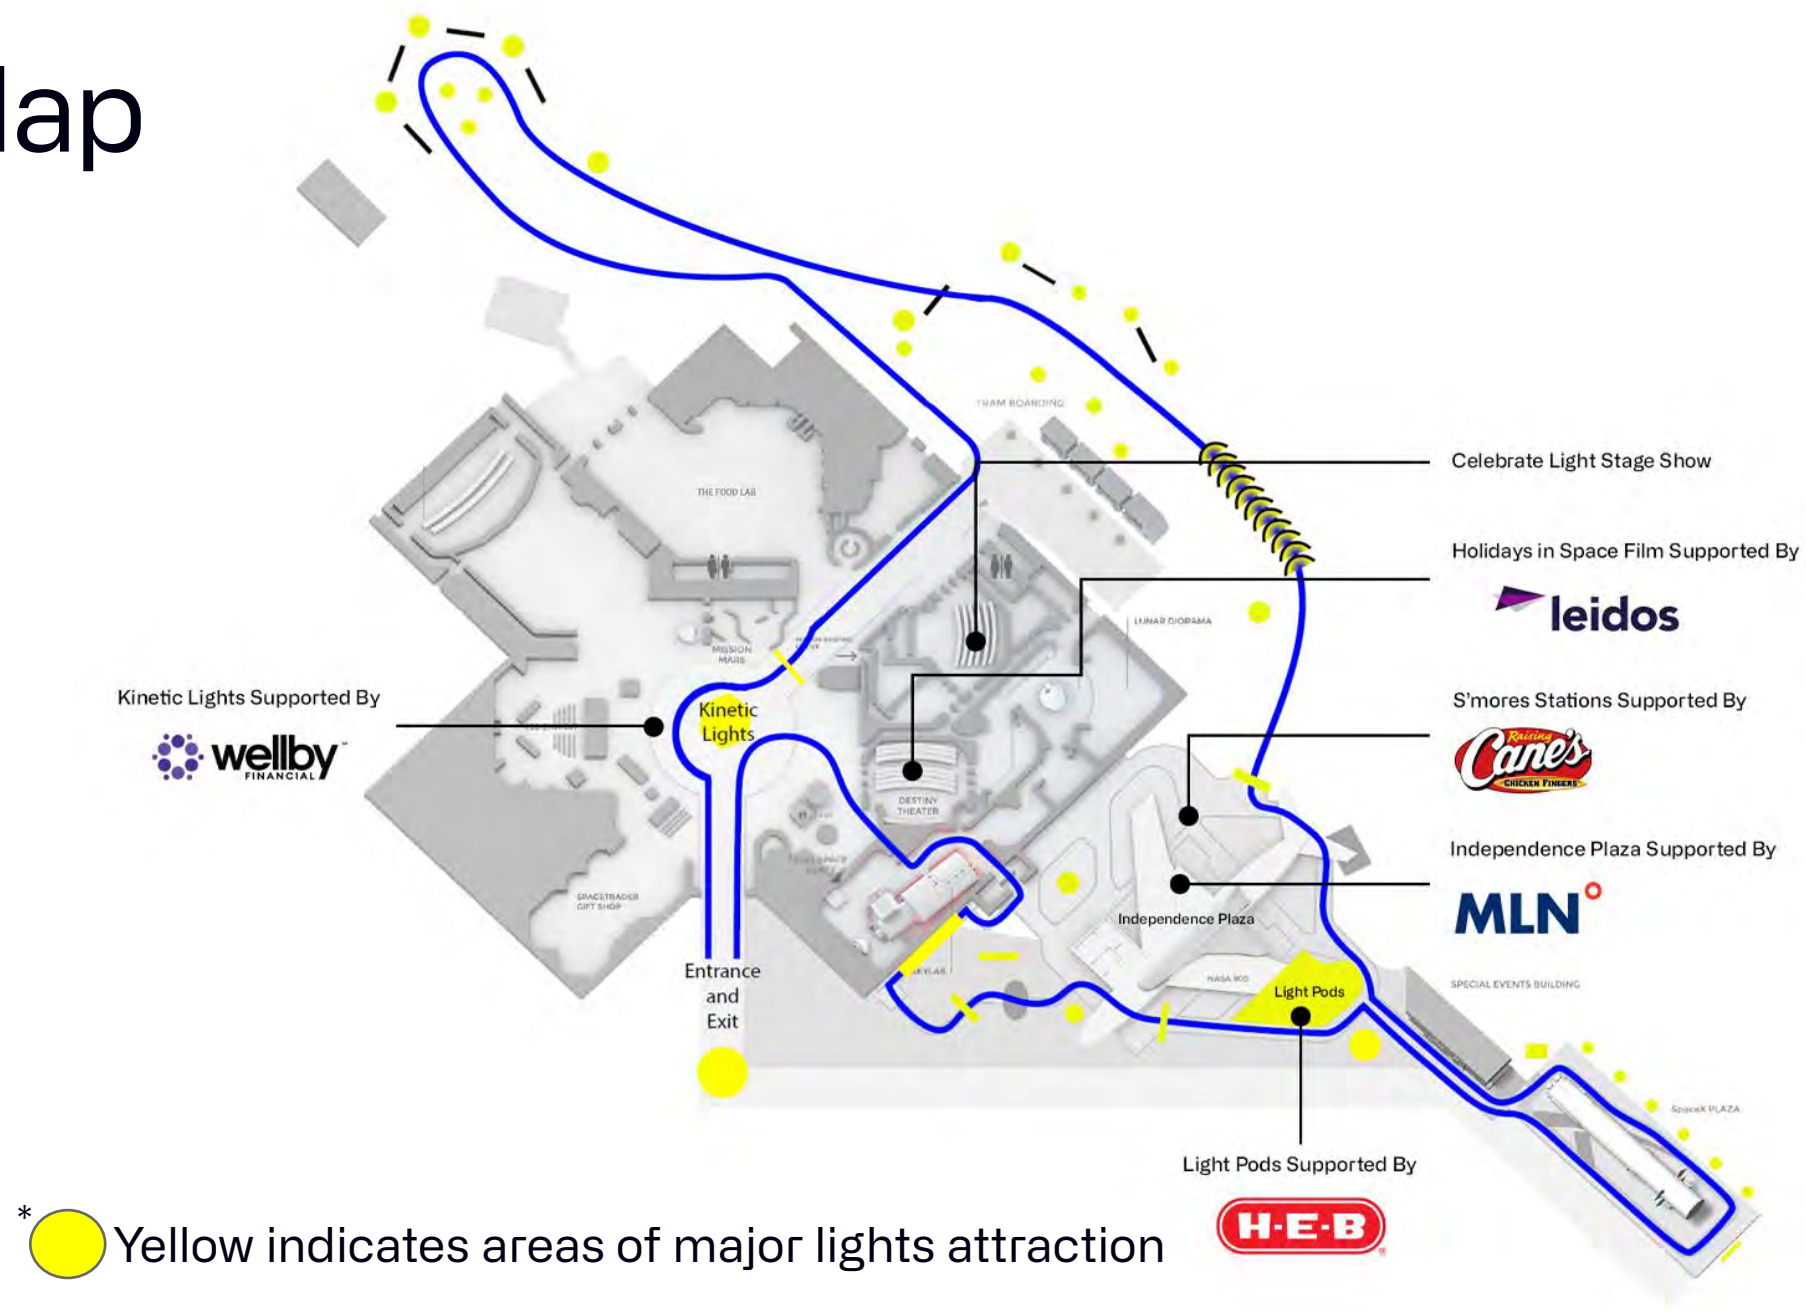 lap
TRAM BOARDING
Celebrate Light Stage Show
THE FOOD LAB
Holidays in Space Film Supported By
leidos
LUNAR DIORAMA
MISSION
MARS
Kinetic Lights Supported By
wellby
FINANCIAL
Kinetic
Lights
S'mores Stations Supported By
Raising
Cane's
CHICKEN FINGERS
DESTINY
THEATER
Independence Plaza Supported By
MLN
SPACETRADER
GIFT SHOP
Independence Plaza
Entrance
and
Exit
SKYLAB
NASA 905
Light Pods
SPECIAL EVENTS BUILDING
SpaceX PLAZA
Light Pods Supported By
H-E-B
* Yellow indicates areas of major lights attraction